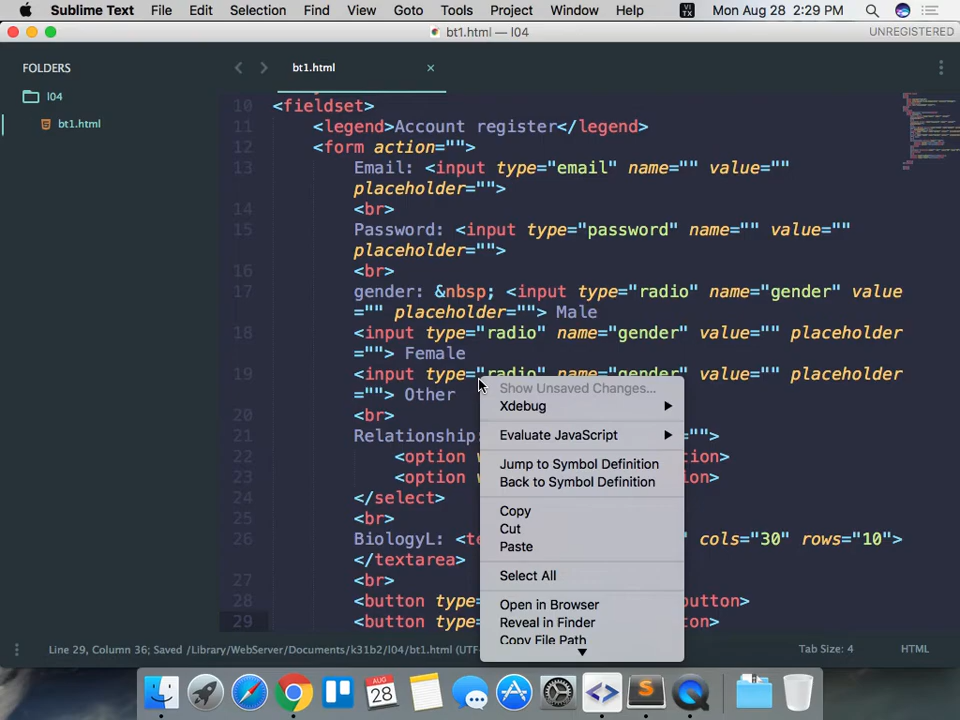 Sublime Text File Edit Selection Find View Goto Tools Project Window Help VI TX Mon Aug 28 2:29 PM
bt1.html — l04 UNREGISTERED
FOLDERS
l04
bt1.html
bt1.html ×
10 <fieldset>
11 <legend>Account register</legend>
12 <form action="">
13 Email: <input type="email" name="" value=""
placeholder="">
14 <br>
15 Password: <input type="password" name="" value=""
placeholder="">
16 <br>
17 gender: &nbsp; <input type="radio" name="gender" value
="" placeholder=""> Male
18 <input type="radio" name="gender" value="" placeholder
=""> Female
19 <input type="radio" name="gender" value="" placeholder
=""> Other
20 <br>
21 Relationship: "">
22 <option on>
23 <option on>
24 </select>
25 <br>
26 BiologyL: <te cols="30" rows="10">
</textarea>
27 <br>
28 <button type= button>
29 <button type= on>
Show Unsaved Changes...
Xdebug
Evaluate JavaScript
Jump to Symbol Definition
Back to Symbol Definition
Copy
Cut
Paste
Select All
Open in Browser
Reveal in Finder
Copy File Path
Line 29, Column 36; Saved /Library/WebServer/Documents/k31b2/l04/bt1.html (UTF- Tab Size: 4 HTML
AUG
28